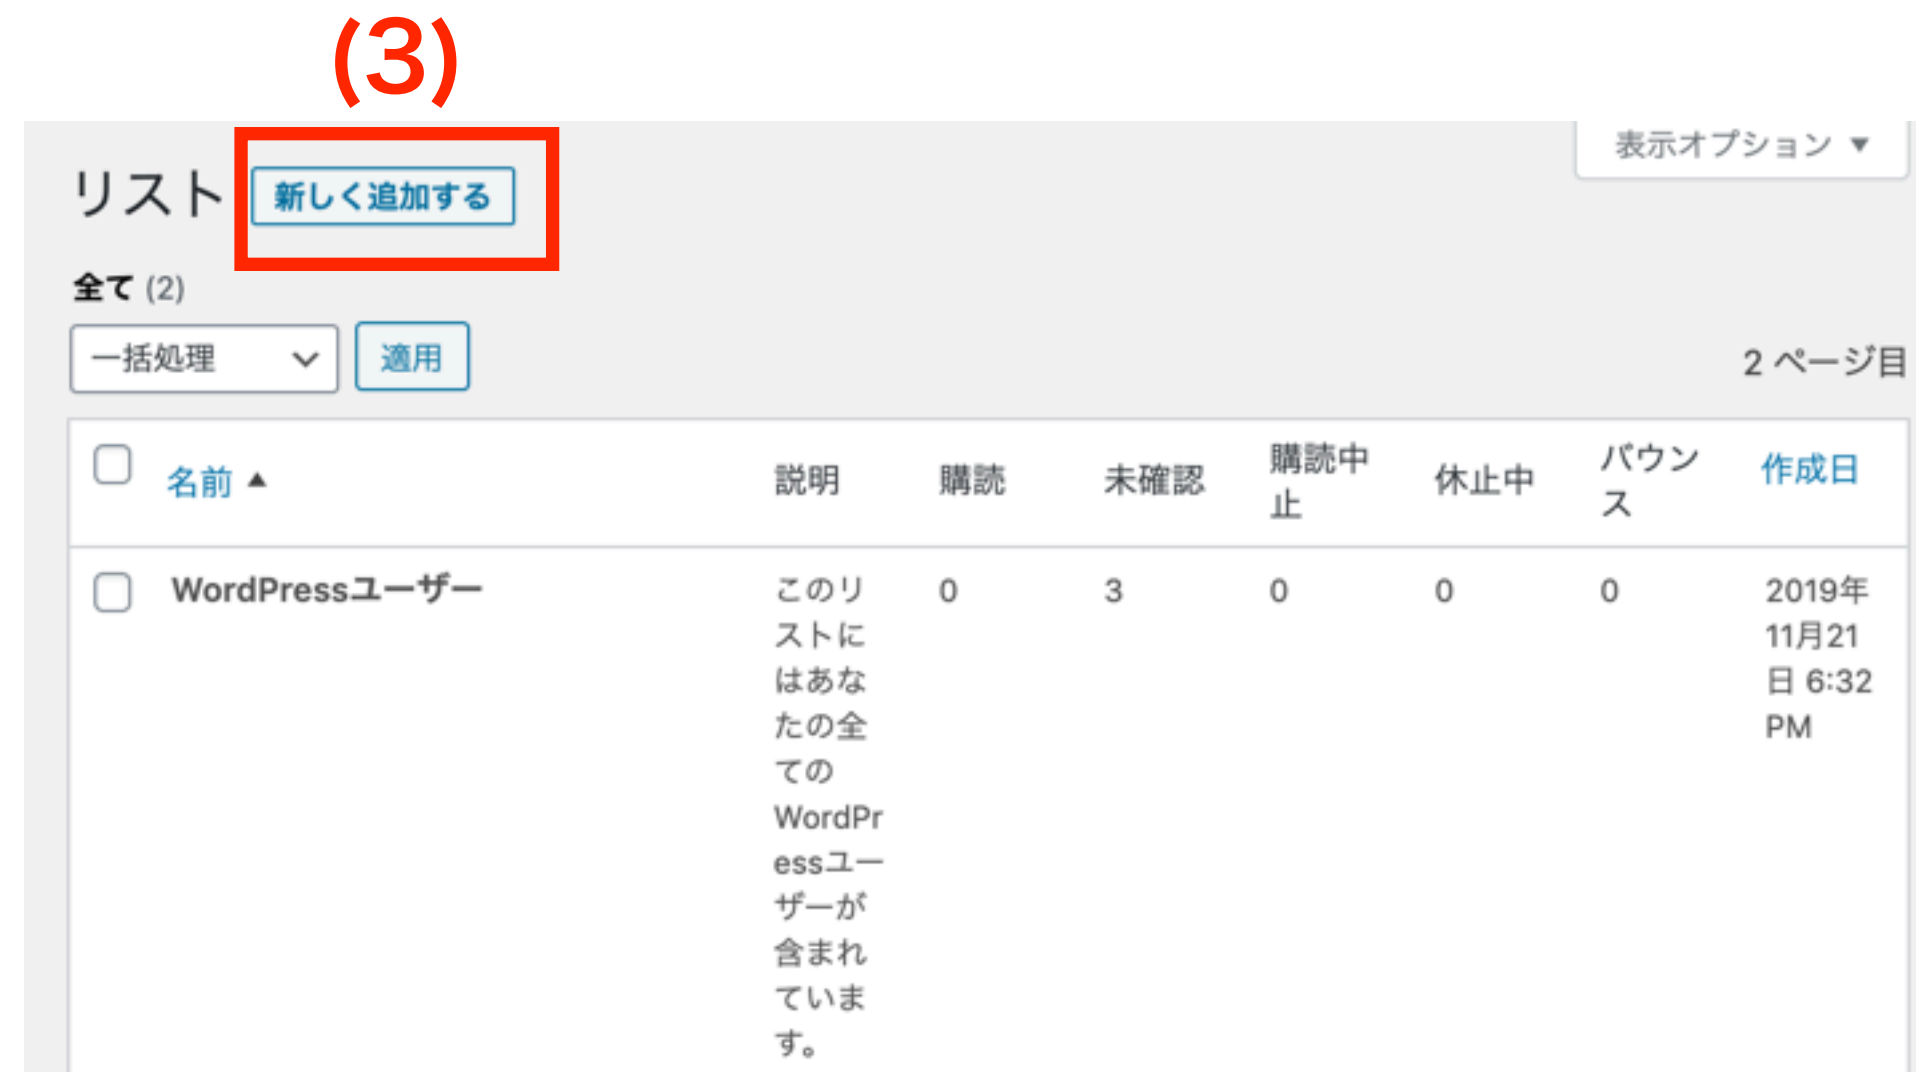 (3)
表示オプション ▼
リスト 新しく追加する
全て (2)
一括処理 適用
2 ページ目
名前 ▲ 説明 購読 未確認 購読中止 休止中 バウンス 作成日
WordPressユーザー
このリ
ストに
はあな
たの全
ての
WordPr
essユー
ザーが
含まれ
ていま
す。
0 3 0 0 0
2019年
11月21
日 6:32
PM